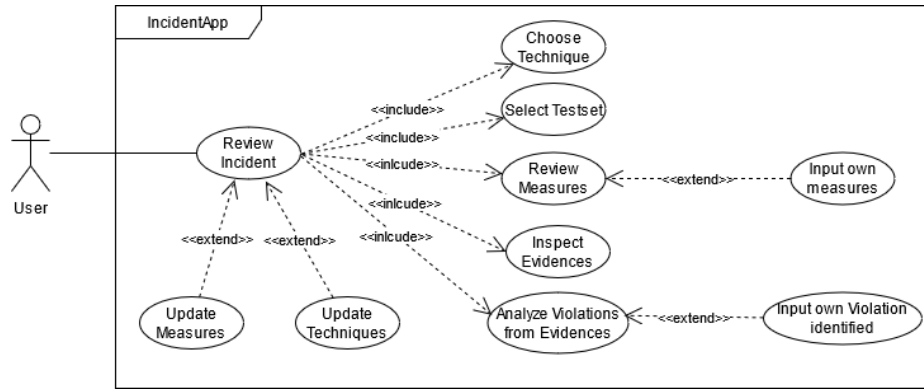 IncidentApp
Choose
Technique
<<include>>
Select Testset
<<include>>
Review
Incident
<<inlcude>>
Review
Measures
<<extend>>
Input own
measures
User
<<inlcude>>
<<extend>>
<<extend>>
<<inlcude>>
Inspect
Evidences
Update
Measures
Update
Techniques
Analyze Violations
from Evidences
<<extend>>
Input own Violation
identified